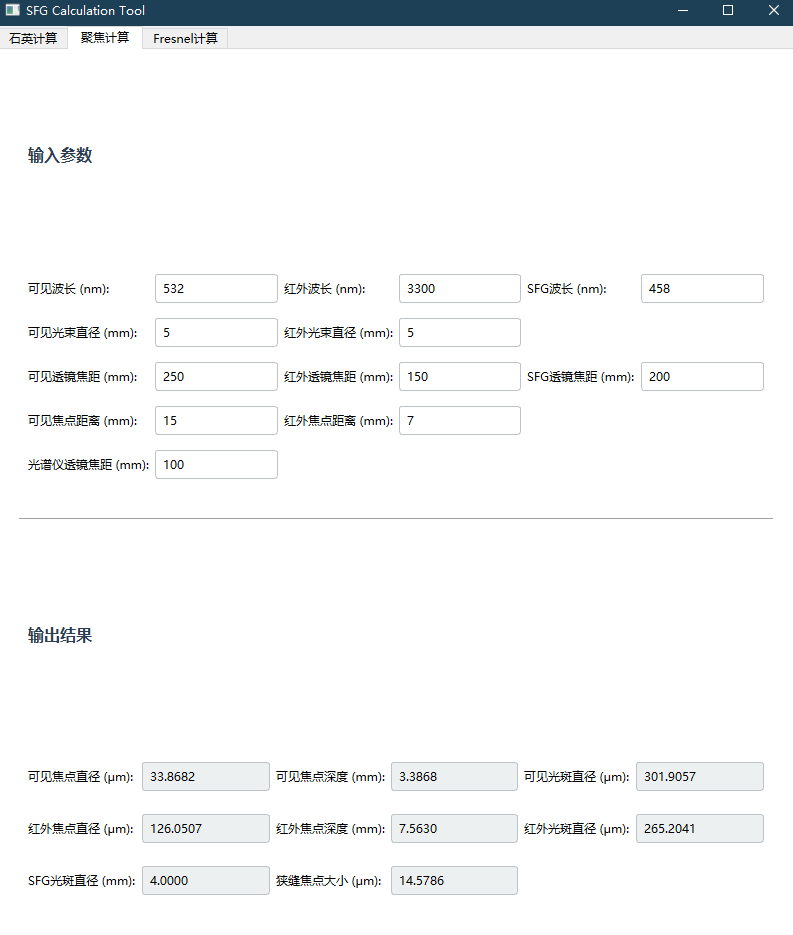 SFG Calculation Tool
石英计算 聚焦计算 Fresnel计算
输入参数
可见波长 (nm): 532 红外波长 (nm): 3300 SFG波长 (nm): 458
可见光束直径 (mm): 5 红外光束直径 (mm): 5
可见透镜焦距 (mm): 250 红外透镜焦距 (mm): 150 SFG透镜焦距 (mm): 200
可见焦点距离 (mm): 15 红外焦点距离 (mm): 7
光谱仪透镜焦距 (mm): 100
输出结果
可见焦点直径 (μm): 33.8682 可见焦点深度 (mm): 3.3868 可见光斑直径 (μm): 301.9057
红外焦点直径 (μm): 126.0507 红外焦点深度 (mm): 7.5630 红外光斑直径 (μm): 265.2041
SFG光斑直径 (mm): 4.0000 狭缝焦点大小 (μm): 14.5786